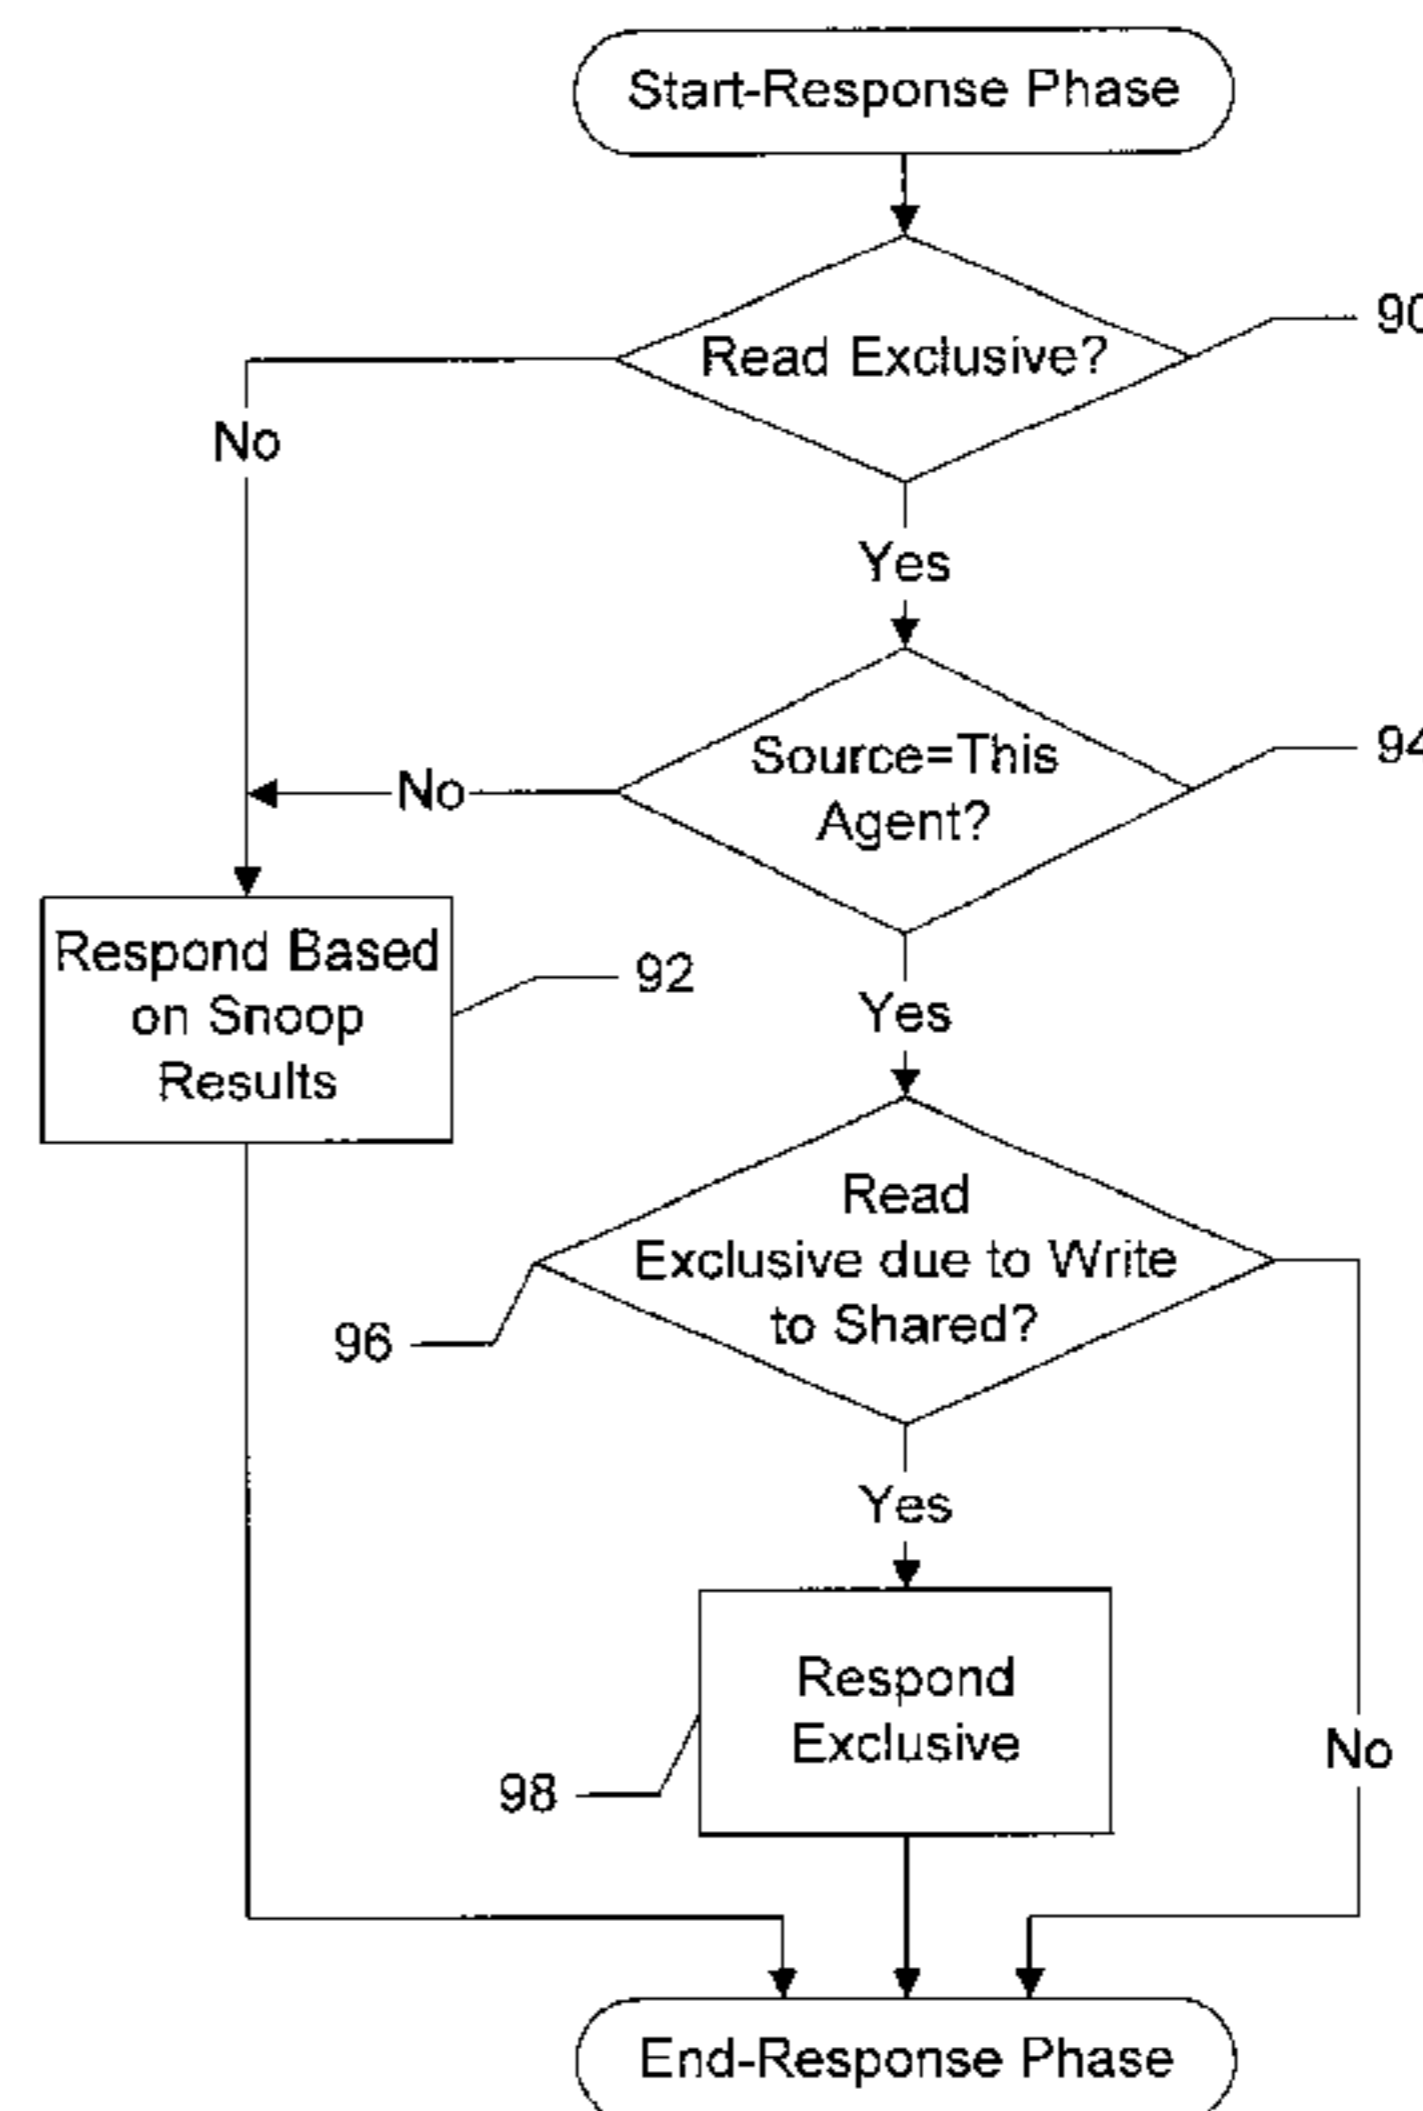 Start-Response Phase
Read Exclusive?
90
No
Yes
Source=This
Agent?
94
No
Respond Based
on Snoop
Results
92
Yes
Read
Exclusive due to Write
to Shared?
96
Yes
Respond
Exclusive
98
No
End-Response Phase